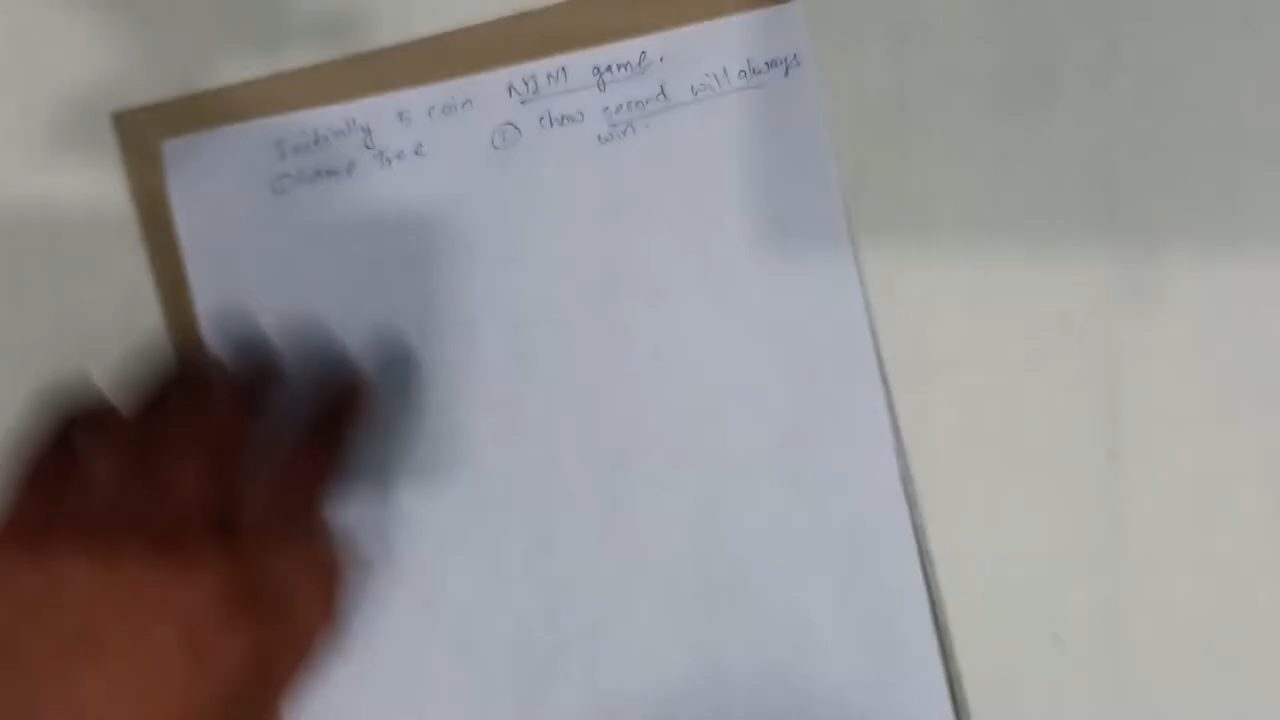 NIM game.
Initially 5 coin
① show second will always
win.
Game Tree